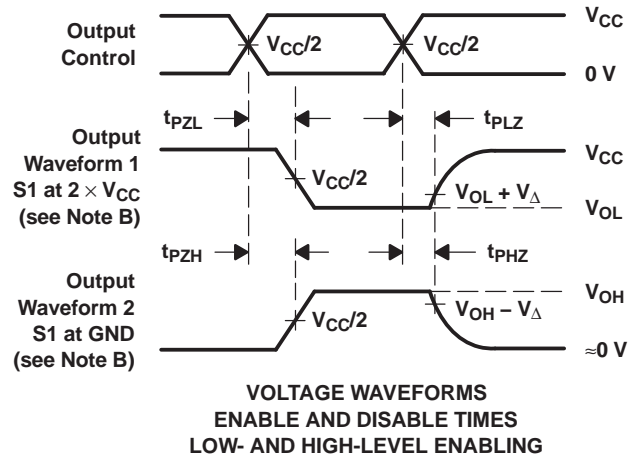 Output
Control
V_CC/2
V_CC/2
V_CC
0 V
t_PZL
t_PLZ
Output
Waveform 1
S1 at 2 × V_CC
(see Note B)
V_CC/2
V_CC
V_OL + V_Δ
V_OL
t_PZH
t_PHZ
Output
Waveform 2
S1 at GND
(see Note B)
V_CC/2
V_OH
V_OH – V_Δ
≈0 V
VOLTAGE WAVEFORMS
ENABLE AND DISABLE TIMES
LOW- AND HIGH-LEVEL ENABLING